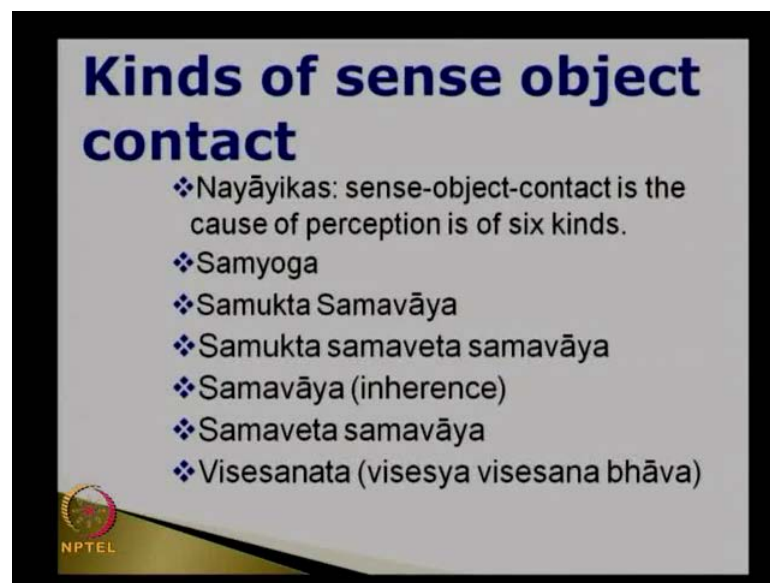 Kinds of sense object
contact
❖Nayāyikas: sense-object-contact is the
cause of perception is of six kinds.
❖Samyoga
❖Samukta Samavāya
❖Samukta samaveta samavāya
❖Samavāya (inherence)
❖Samaveta samavāya
❖Visesanata (visesya visesana bhāva)
NPTEL